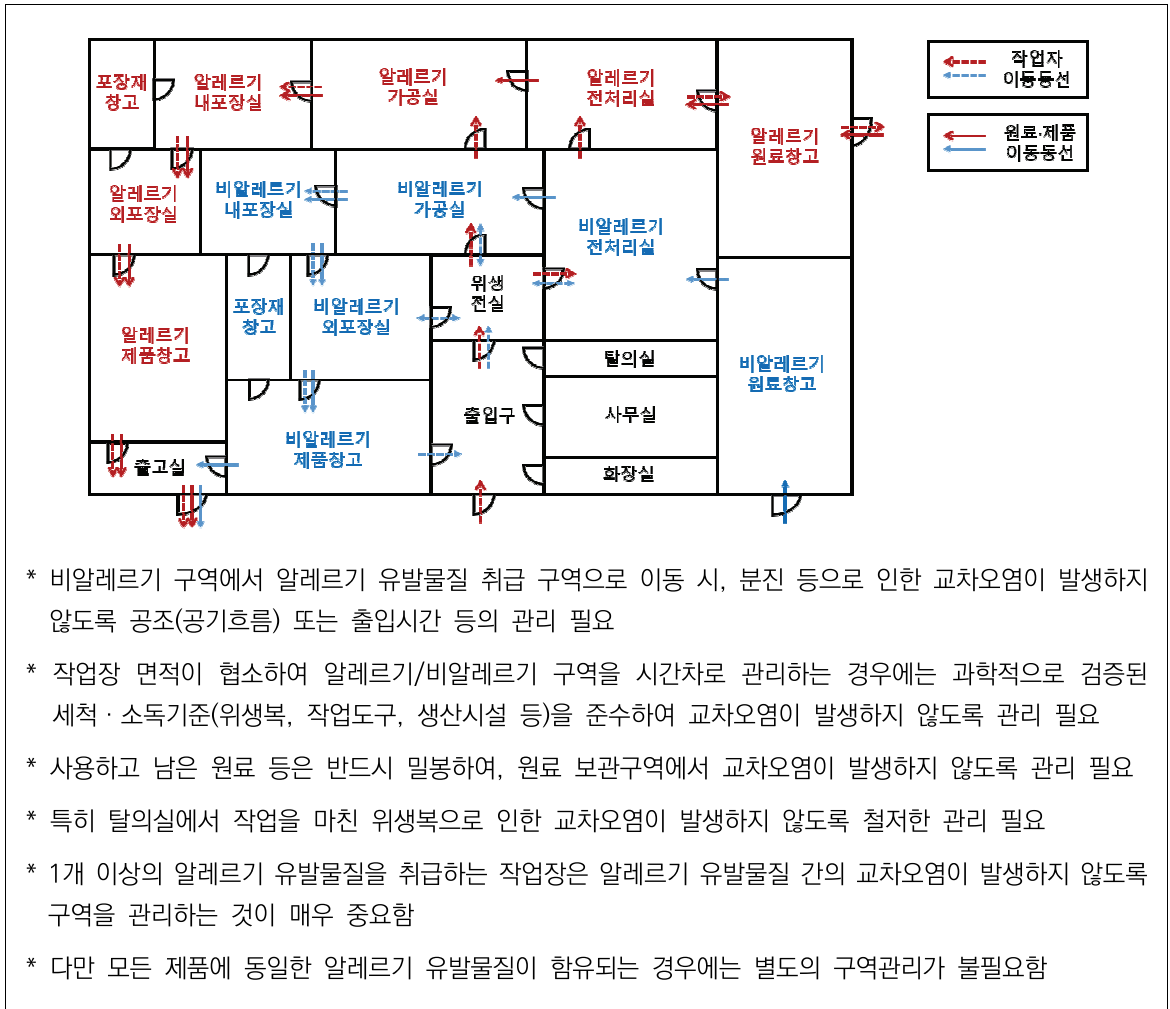 포장재
창고
알레르기
내포장실
알레르기
가공실
알레르기
전처리실
알레르기
원료창고
작업자
이동동선
원료·제품
이동동선
알레르기
외포장실
비알레르기
내포장실
비알레르기
가공실
비알레르기
전처리실
위생
전실
알레르기
제품창고
포장재
창고
비알레르기
외포장실
탈의실
비알레르기
원료창고
출입구
사무실
비알레르기
제품창고
출고실
화장실
* 비알레르기 구역에서 알레르기 유발물질 취급 구역으로 이동 시, 분진 등으로 인한 교차오염이 발생하지
않도록 공조(공기흐름) 또는 출입시간 등의 관리 필요
* 작업장 면적이 협소하여 알레르기/비알레르기 구역을 시간차로 관리하는 경우에는 과학적으로 검증된
세척 · 소독기준(위생복, 작업도구, 생산시설 등)을 준수하여 교차오염이 발생하지 않도록 관리 필요
* 사용하고 남은 원료 등은 반드시 밀봉하여, 원료 보관구역에서 교차오염이 발생하지 않도록 관리 필요
* 특히 탈의실에서 작업을 마친 위생복으로 인한 교차오염이 발생하지 않도록 철저한 관리 필요
* 1개 이상의 알레르기 유발물질을 취급하는 작업장은 알레르기 유발물질 간의 교차오염이 발생하지 않도록
구역을 관리하는 것이 매우 중요함
* 다만 모든 제품에 동일한 알레르기 유발물질이 함유되는 경우에는 별도의 구역관리가 불필요함